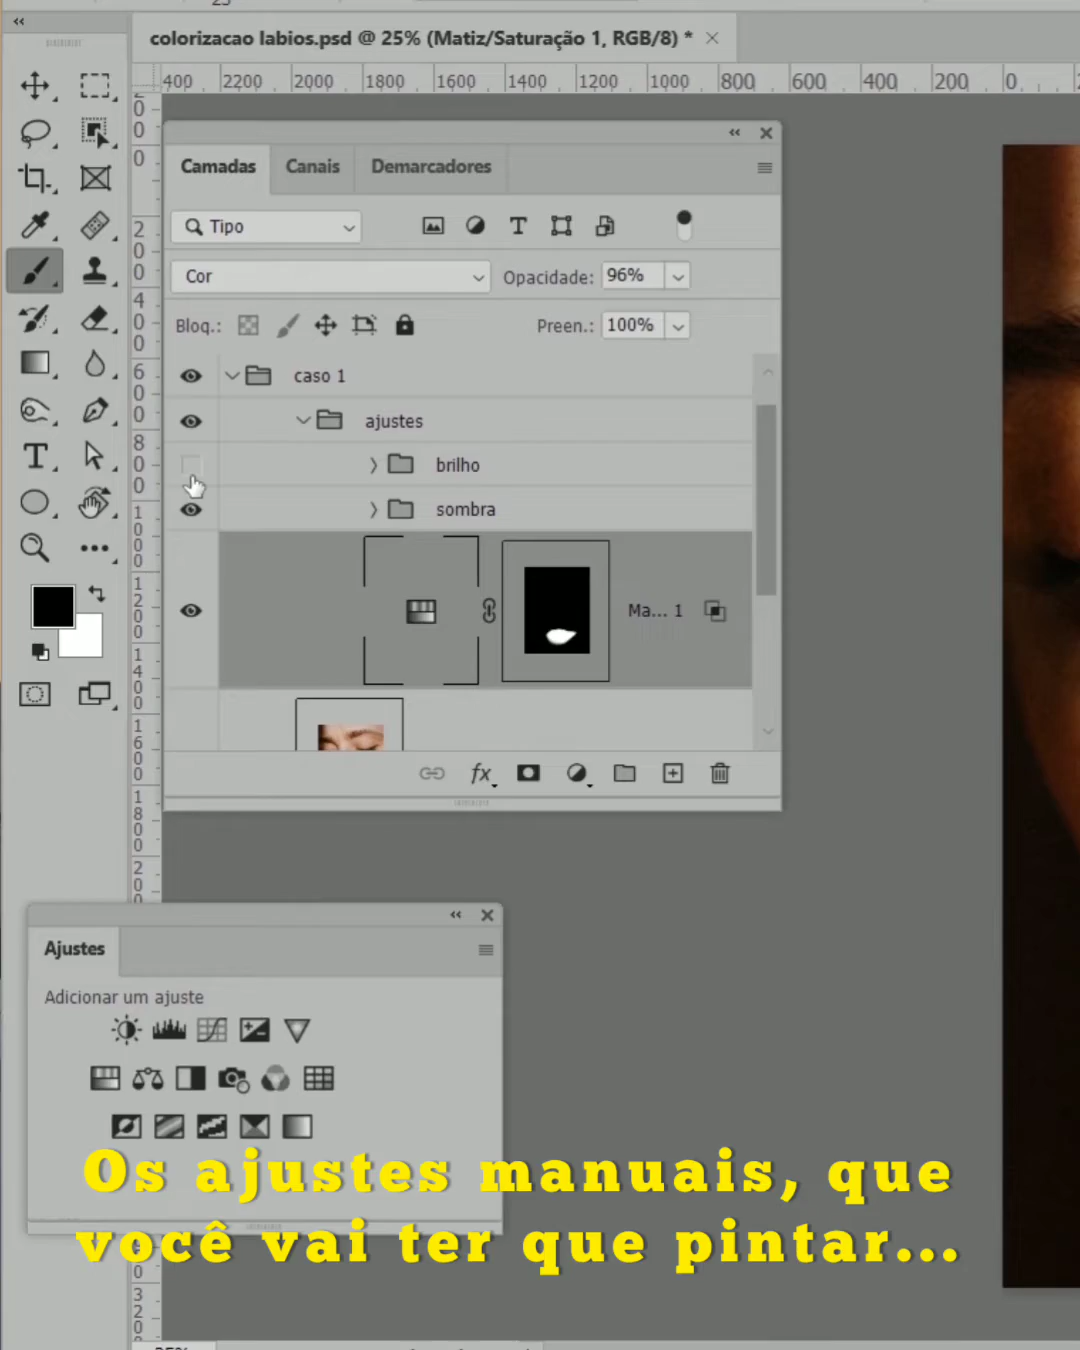 colorizacao labios.psd @ 25% (Matiz/Saturação 1, RGB/8) *
400 2200 2000 1800 1600 1400 1200 1000 800 600 400 200 0
Camadas Canais Demarcadores
Tipo
Cor Opacidade: 96%
Bloq.: Preen.: 100%
caso 1
ajustes
brilho
sombra
Ma... 1
fx
Ajustes
Adicionar um ajuste
Os ajustes manuais, que
você vai ter que pintar...